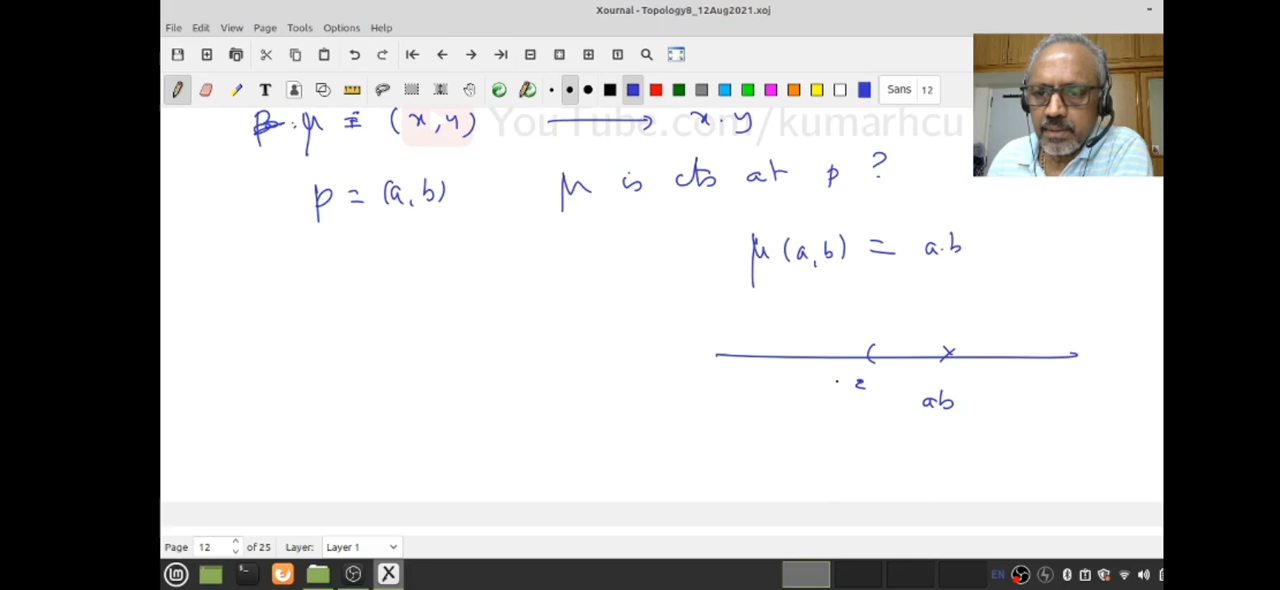 Xournal - Topology8_12Aug2021.xoj
File Edit View Page Tools Options Help
Sans 12
YouTube.com/kumarhcu
μ : (x, y) ⟶ x·y
p = (a, b) μ is cts at p ?
μ (a, b) = a·b
( ×
ab
Page 12 of 25 Layer: Layer 1
EN